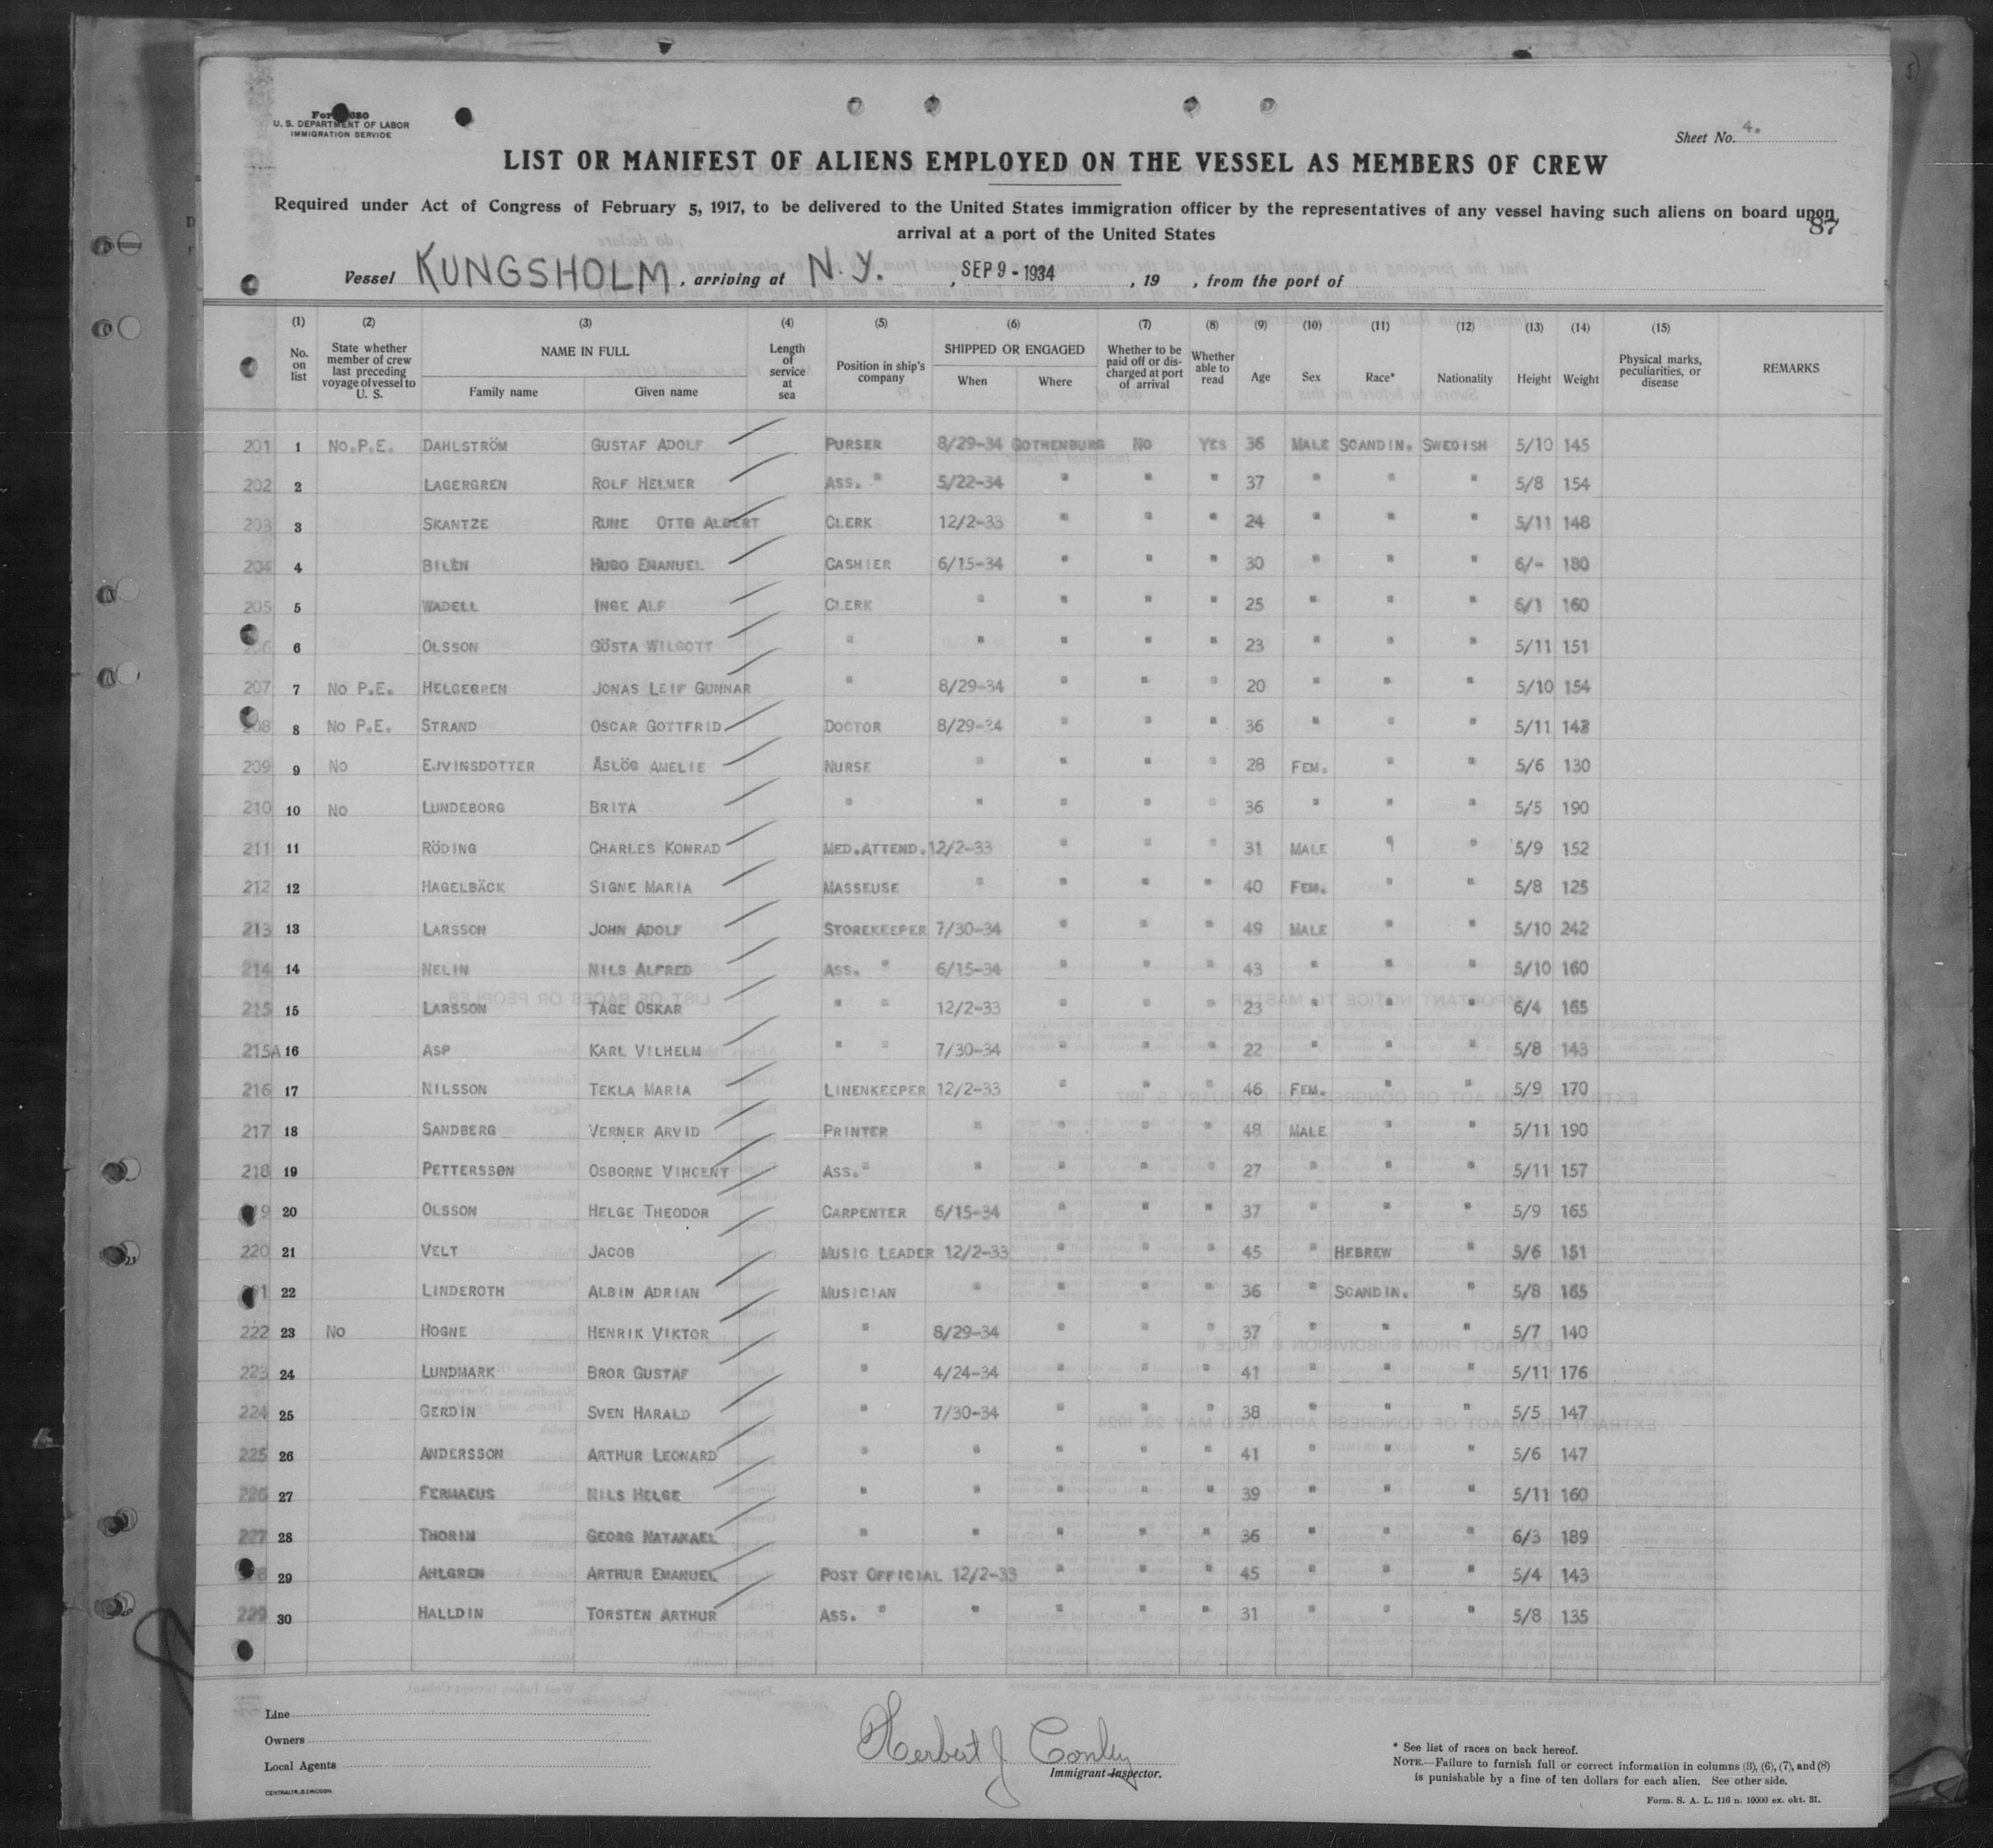 Form 680
U. S. DEPARTMENT OF LABOR
IMMIGRATION SERVICE
Sheet No. 4.
LIST OR MANIFEST OF ALIENS EMPLOYED ON THE VESSEL AS MEMBERS OF CREW
Required under Act of Congress of February 5, 1917, to be delivered to the United States immigration officer by the representatives of any vessel having such aliens on board upon
arrival at a port of the United States
87
Vessel KUNGSHOLM, arriving at N.Y., SEP 9 - 1934, 19 , from the port of
(1) No. on list (2) State whether member of crew last preceding voyage of vessel to U. S. (3) NAME IN FULL Family name Given name (4) Length of service at sea (5) Position in ship's company (6) SHIPPED OR ENGAGED When Where (7) Whether to be paid off or discharged at port of arrival (8) Whether able to read (9) Age (10) Sex (11) Race* (12) Nationality (13) Height (14) Weight (15) Physical marks, peculiarities, or disease REMARKS
201 1 NO.P.E. DAHLSTRÖM GUSTAF ADOLF PURSER 8/29-34 GOTHENBURG NO YES 36 MALE SCANDIN. SWEDISH 5/10 145
202 2 LAGERGREN ROLF HELMER ASS. " 5/22-34 " " " 37 " " " 5/8 154
203 3 SKANTZE RUNE OTTO ALBERT CLERK 12/2-33 " " " 24 " " " 5/11 148
204 4 BILÈN HUGO EMANUEL CASHIER 6/15-34 " " " 30 " " " 6/- 180
205 5 WADELL INGE ALF CLERK " " " " 25 " " " 6/1 160
206 6 OLSSON GÖSTA WILGOTT " " " " " 23 " " " 5/11 151
207 7 NO P.E. HELGEGREN JONAS LEIF GUNNAR " 8/29-34 " " " 20 " " " 5/10 154
208 8 NO P.E. STRAND OSCAR GOTTFRID DOCTOR 8/29-34 " " " 36 " " " 5/11
209 9 NO EJVINSDOTTER ÅSLÖG AMELIE NURSE " " " " 28 FEM. " " 5/6 130
210 10 NO LUNDEBORG BRITA " " " " " 36 " " " 5/5 190
211 11 RÖDING CHARLES KONRAD MED.ATTEND. 12/2-33 " " " 31 MALE " " 5/9 152
212 12 HAGELBÄCK SIGNE MARIA MASSEUSE " " " " 40 FEM. " " 5/8 125
213 13 LARSSON JOHN ADOLF STOREKEEPER 7/30-34 " " " 49 MALE " " 5/10 242
214 14 NELIN NILS ALFRED ASS. " 6/15-34 " " " 43 " " " 5/10 160
215 15 LARSSON TAGE OSKAR " " 12/2-33 " " " 23 " " " 6/4 165
215A 16 ASP KARL VILHELM " " 7/30-34 " " " 22 " " " 5/8 143
216 17 NILSSON TEKLA MARIA LINENKEEPER 12/2-33 " " " 46 FEM. " " 5/9 170
217 18 SANDBERG VERNER ARVID PRINTER " " " " 48 MALE " " 5/11 190
218 19 PETTERSSON OSBORNE VINCENT ASS. " " " " " 27 " " " 5/11 157
219 20 OLSSON HELGE THEODOR CARPENTER 6/15-34 " " " 37 " " " 5/9 165
220 21 VELT JACOB MUSIC LEADER 12/2-33 " " " 45 " HEBREW " 5/6 151
221 22 LINDEROTH ALBIN ADRIAN MUSICIAN " " " " 36 " SCANDIN. " 5/8 165
222 23 NO HOGNE HENRIK VIKTOR " 8/29-34 " " " 37 " " " 5/7 140
223 24 LUNDMARK BROR GUSTAF " 4/24-34 " " " 41 " " " 5/11 176
224 25 GERDIN SVEN HARALD " 7/30-34 " " " 38 " " " 5/5 147
225 26 ANDERSSON ARTHUR LEONARD " " " " " 41 " " " 5/6 147
226 27 FERMAEUS NILS HELGE " " " " " 39 " " " 5/11 160
227 28 THORIN GEORG NATANAEL " " " " " 36 " " " 6/3 189
228 29 AHLGREN ARTHUR EMANUEL POST OFFICIAL 12/2-33 " " " 45 " " " 5/4 143
229 30 HALLDIN TORSTEN ARTHUR ASS. " " " " " 31 " " " 5/8 135
Line
Owners
Local Agents
CENTRALTR., B ERICSON
Herbert J Conley
Immigrant Inspector.
* See list of races on back hereof.
NOTE.—Failure to furnish full or correct information in columns (3), (6), (7), and (8)
is punishable by a fine of ten dollars for each alien. See other side.
Form. S. A. L. 116 n. 10000 ex. okt. 31.